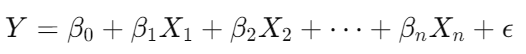 Y = β₀ + β₁X₁ + β₂X₂ + ··· + βₙXₙ + ϵ